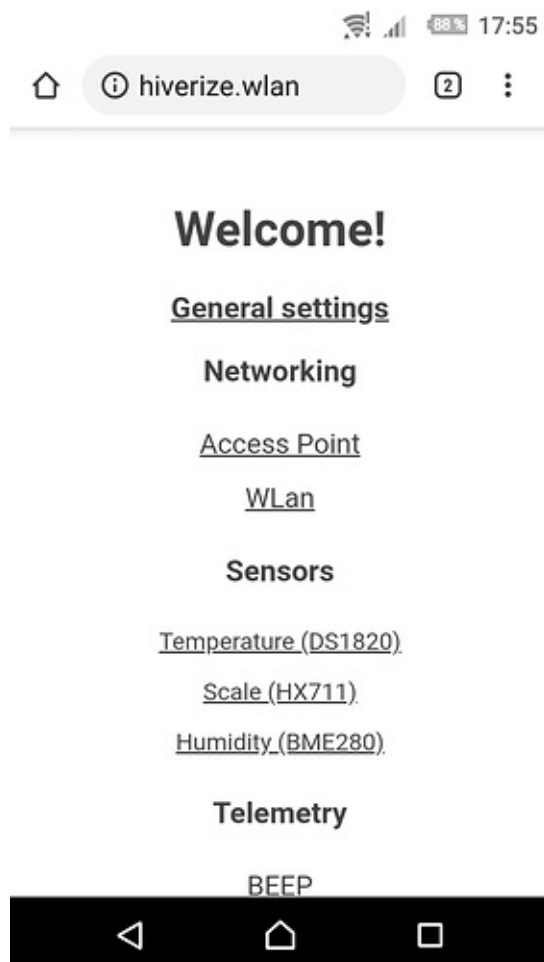 88% 17:55
hiverize.wlan 2
Welcome!
General settings
Networking
Access Point
WLan
Sensors
Temperature (DS1820)
Scale (HX711)
Humidity (BME280)
Telemetry
BEEP